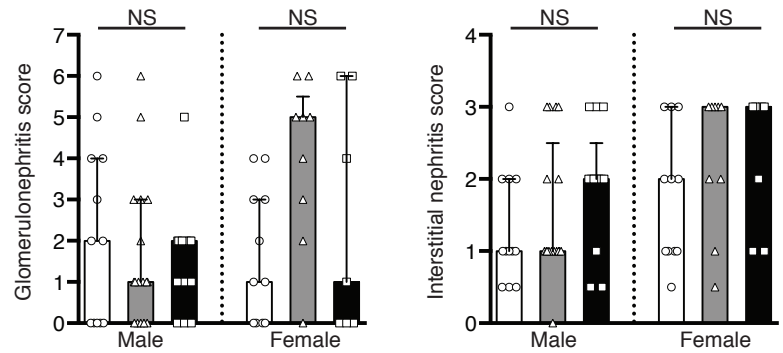 NS
NS
Glomerulonephritis score
7
6
5
4
3
2
1
0
Male
Female
NS
NS
Interstitial nephritis score
4
3
2
1
0
Male
Female